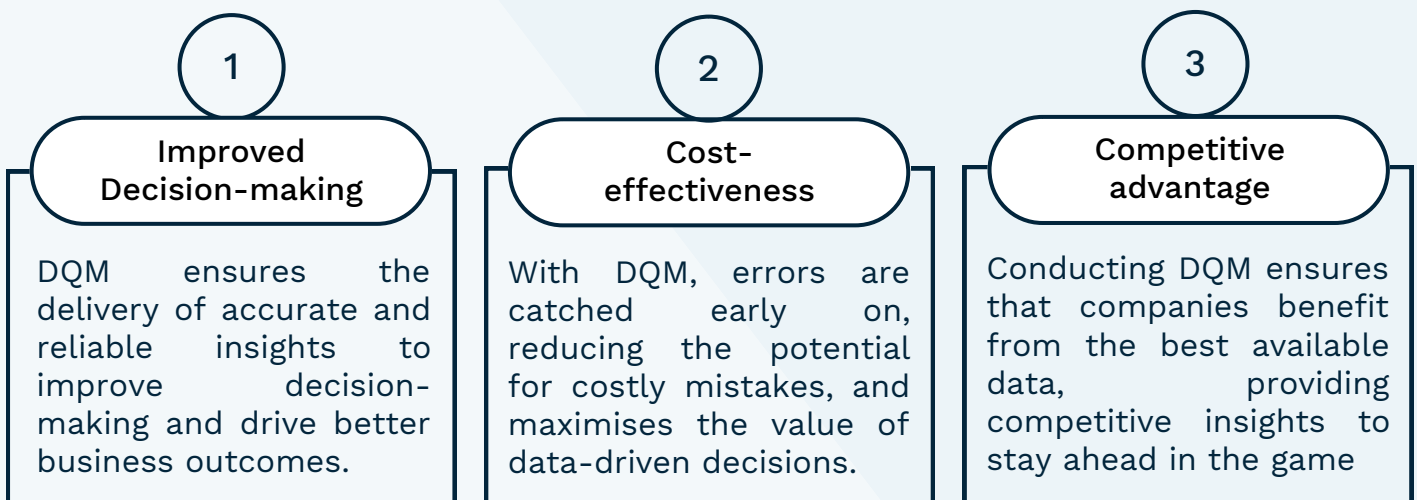 1
Improved
Decision-making
DQM ensures the
delivery of accurate and
reliable insights to
improve decision-
making and drive better
business outcomes.
2
Cost-
effectiveness
With DQM, errors are
catched early on,
reducing the potential
for costly mistakes, and
maximises the value of
data-driven decisions.
3
Competitive
advantage
Conducting DQM ensures
that companies benefit
from the best available
data, providing
competitive insights to
stay ahead in the game